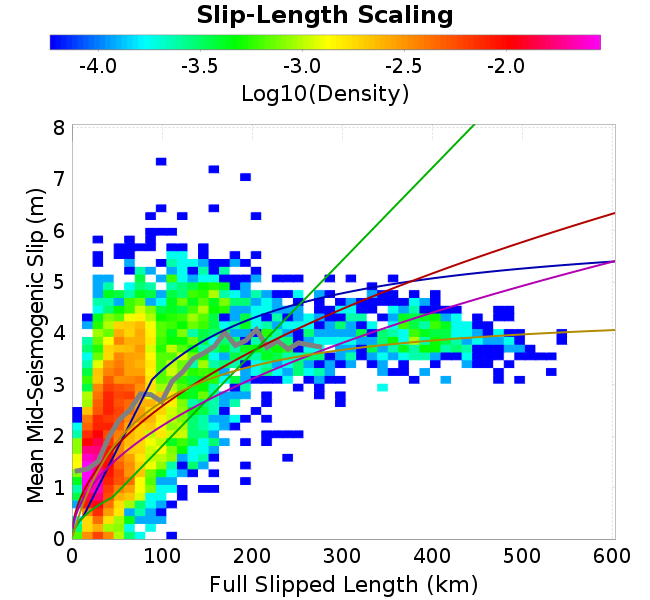 Slip-Length Scaling
-4.0 -3.5 -3.0 -2.5 -2.0
Log10(Density)
8
7
6
5
4
3
2
1
0
Mean Mid-Seismogenic Slip (m)
0 100 200 300 400 500 600
Full Slipped Length (km)